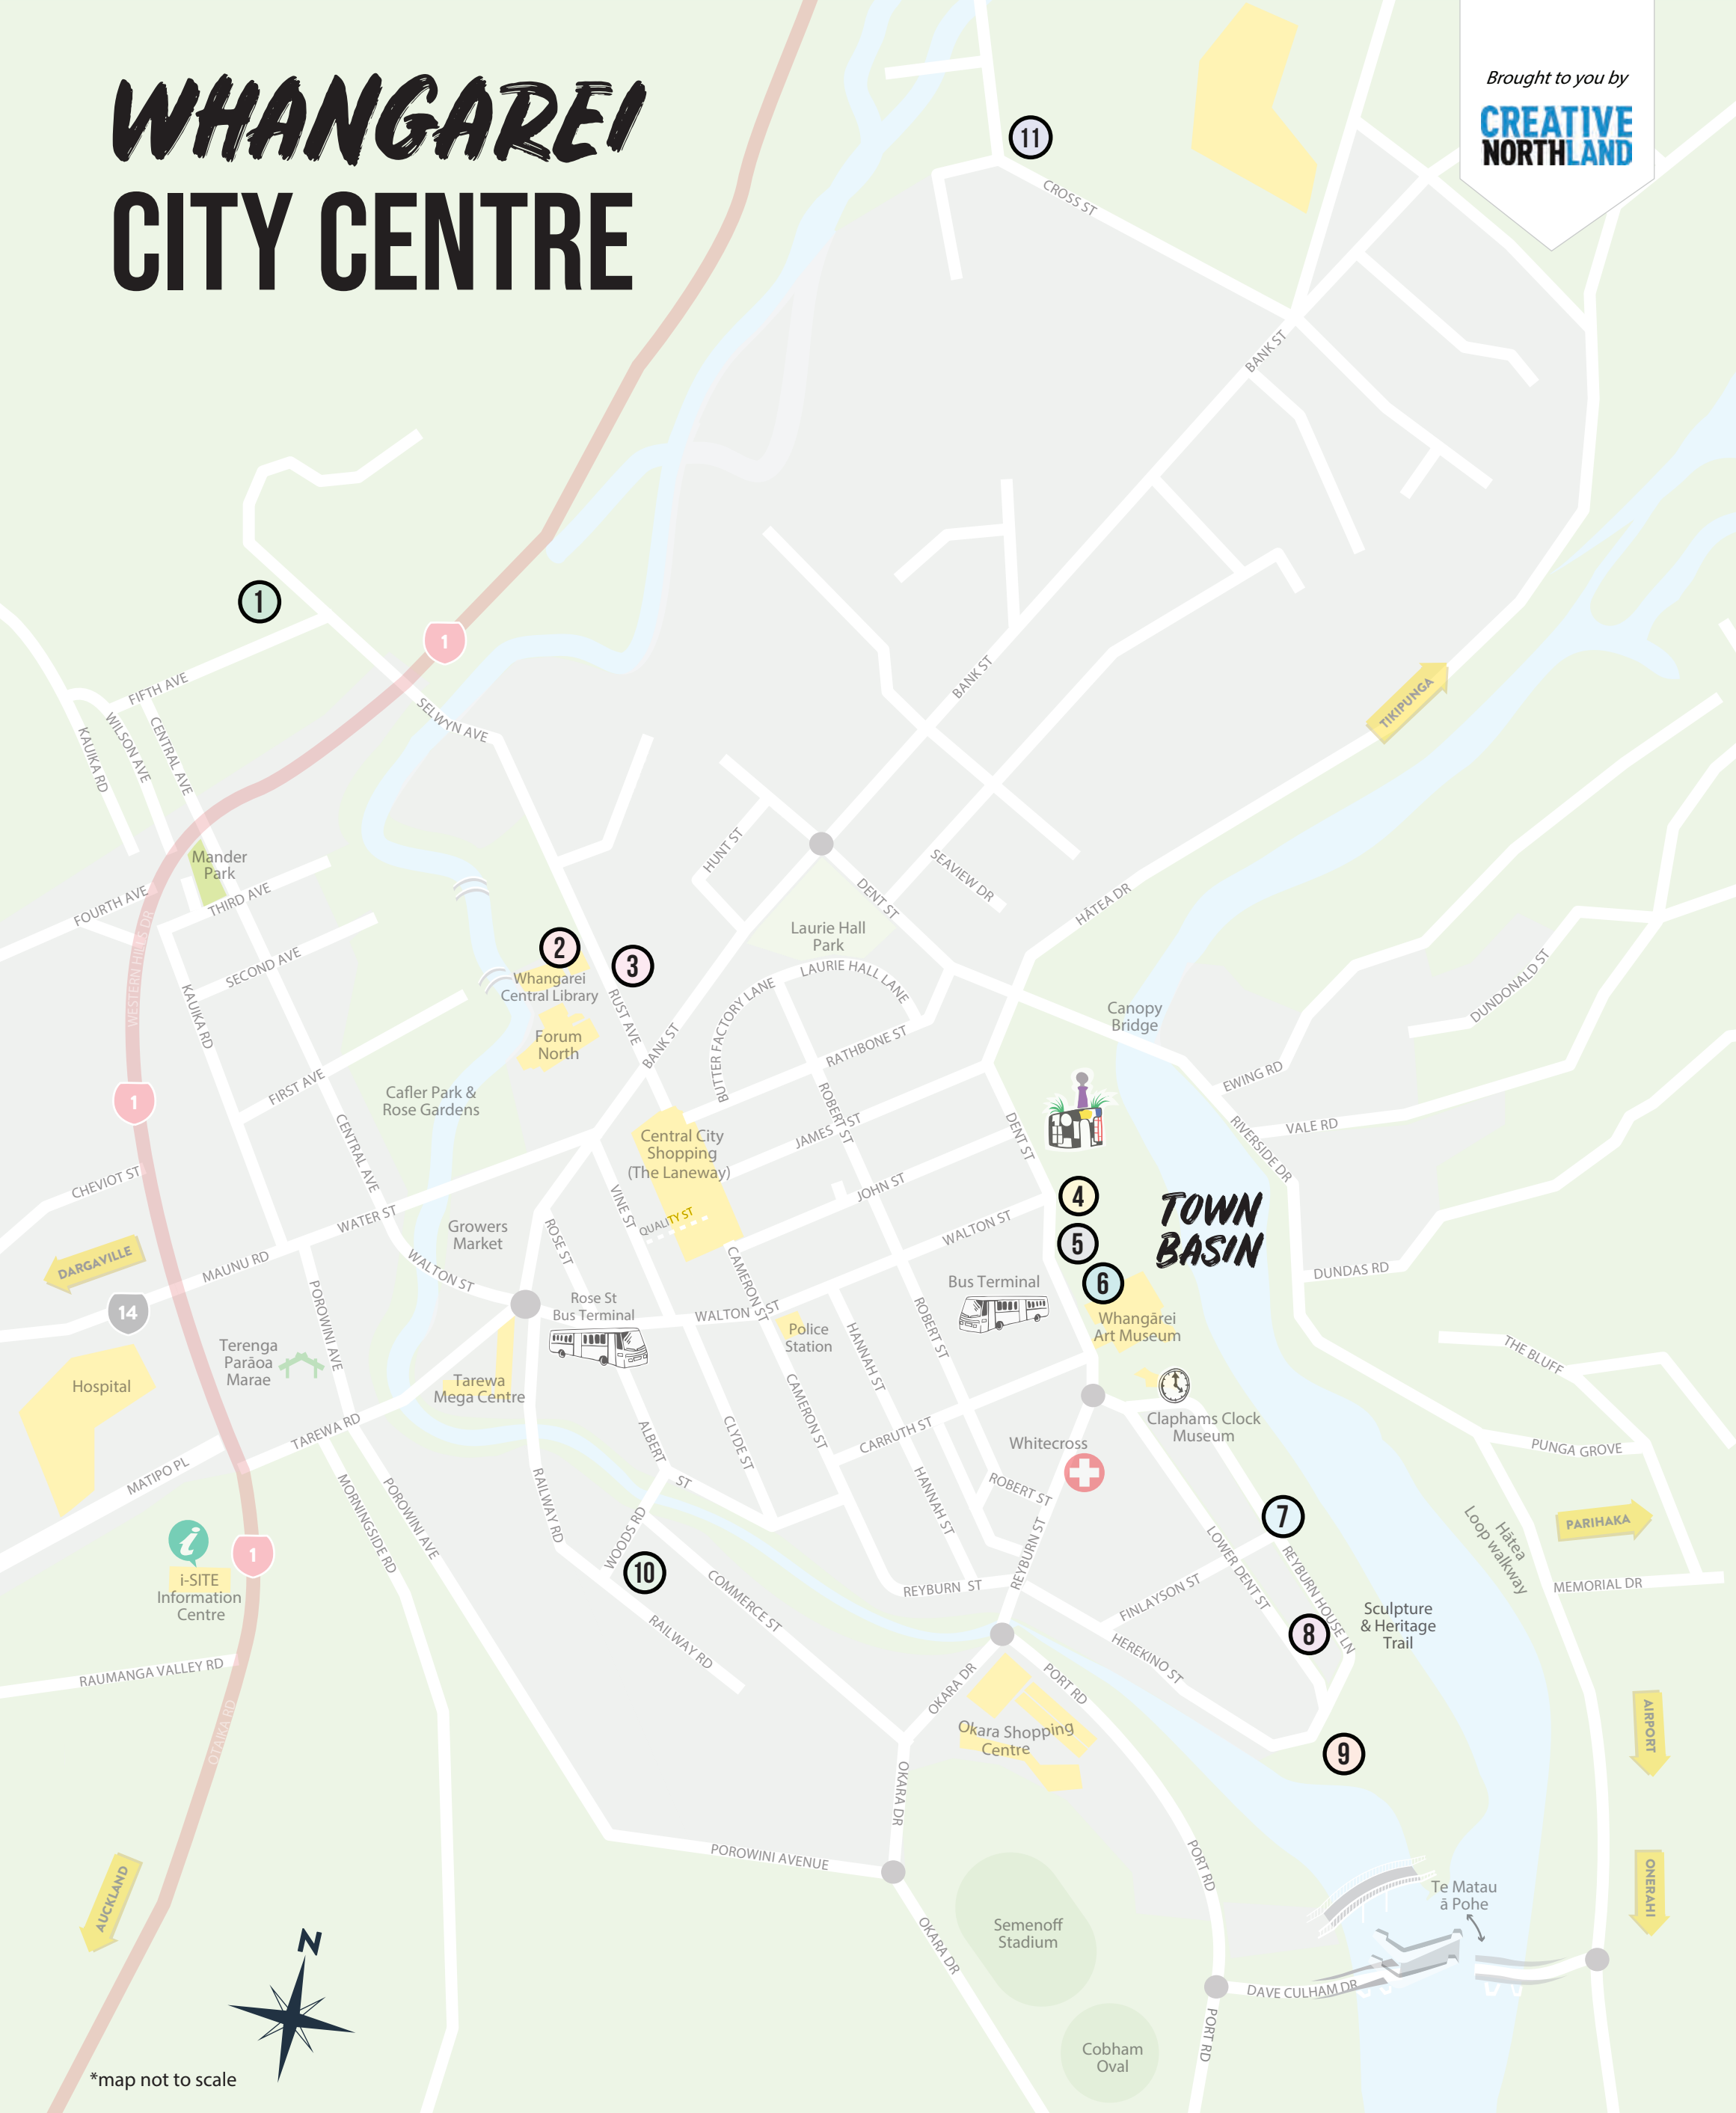 WHANGAREI
CITY CENTRE
Brought to you by
CREATIVE
NORTHLAND
11
CROSS ST
BANK ST
1
1
FIFTH AVE
SELWYN AVE
KAUIKA RD
WILSON AVE
CENTRAL AVE
BANK ST
TIKIPUNGA
Mander
Park
HUNT ST
SEAVIEW DR
DENT ST
HĀTEA DR
FOURTH AVE
THIRD AVE
WESTERN HILLS DR
SECOND AVE
KAUIKA RD
2
3
Whangarei
Central Library
Forum
North
RUST AVE
BANK ST
Laurie Hall
Park
LAURIE HALL LANE
BUTTER FACTORY LANE
RATHBONE ST
Canopy
Bridge
DUNDONALD ST
EWING RD
VALE RD
RIVERSIDE DR
1
FIRST AVE
Cafler Park &
Rose Gardens
CENTRAL AVE
Central City
Shopping
(The Laneway)
ROBERT ST
JAMES ST
DENT ST
CHEVIOT ST
WATER ST
Growers
Market
VINE ST
QUALITY ST
JOHN ST
4
5
6
TOWN
BASIN
DARGAVILLE
MAUNU RD
WALTON ST
ROSE ST
CAMERON ST
WALTON ST
DUNDAS RD
14
POROWINI AVE
Rose St
Bus Terminal
WALTON ST
Bus Terminal
Police
Station
Whangārei
Art Museum
Terenga
Parāoa
Marae
Hospital
Tarewa
Mega Centre
HANNAH ST
ROBERT ST
THE BLUFF
CAMERON ST
Claphams Clock
Museum
TAREWA RD
ALBERT ST
CLYDE ST
CARRUTH ST
Whitecross
PUNGA GROVE
MATIPO PL
MORNINGSIDE RD
POROWINI AVE
RAILWAY RD
HANNAH ST
ROBERT ST
7
PARIHAKA
Hātea
Loop walkway
1
i-SITE
Information
Centre
WOODS RD
10
COMMERCE ST
REYBURN ST
REYBURN ST
LOWER DENT ST
REYBURN HOUSE LN
FINLAYSON ST
MEMORIAL DR
8
Sculpture
& Heritage
Trail
RAILWAY RD
HEREKINO ST
RAUMANGA VALLEY RD
OTAIKA RD
OKARA DR
PORT RD
Okara Shopping
Centre
9
AIRPORT
OKARA DR
POROWINI AVENUE
PORT RD
ONERAHI
AUCKLAND
Te Matau
ā Pohe
OKARA DR
Semenoff
Stadium
DAVE CULHAM DR
N
PORT RD
Cobham
Oval
*map not to scale